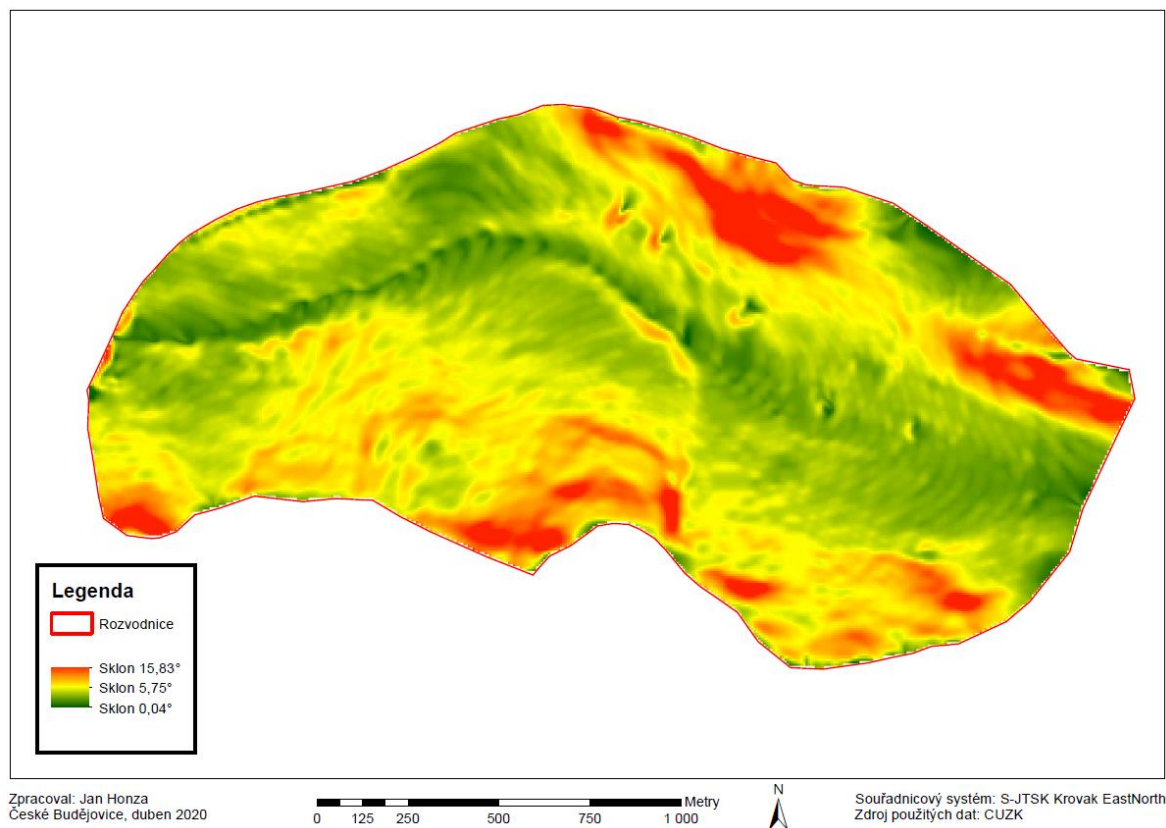 Legenda
Rozvodnice
Sklon 15,83°
Sklon 5,75°
Sklon 0,04°
Zpracoval: Jan Honza
České Budějovice, duben 2020
Metry
0 125 250 500 750 1 000
N
Souřadnicový systém: S-JTSK Krovak EastNorth
Zdroj použitých dat: CUZK